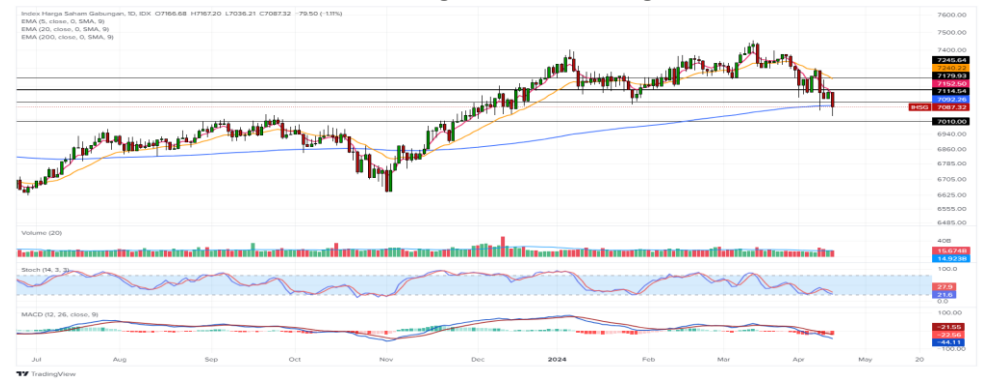 Index Harga Saham Gabungan, 1D, IDX O7166.68 H7167.20 L7036.21 C7087.32 −79.50 (−1.11%)
EMA (5, close, 0, SMA, 9)
EMA (20, close, 0, SMA, 9)
EMA (200, close, 0, SMA, 9)
7600.00
7500.00
7400.00
7245.64
7240.22
7179.93
7152.50
7114.54
7092.26
IHSG 7087.32
7010.00
6940.00
6860.00
6785.00
6705.00
6625.00
6555.00
6485.00
Volume (20)
40B
15.674B
14.923B
Stoch (14, 3, 3)
100.0
27.9
21.6
0.0
MACD (12, 26, close, 9)
100.00
−21.55
−22.56
−44.11
100.00
Jul Aug Sep Oct Nov Dec 2024 Feb Mar Apr May 20
TradingView